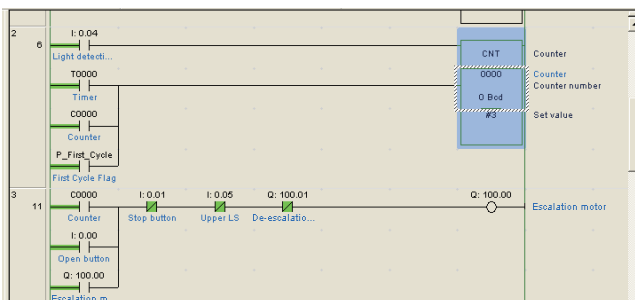 2
6
I: 0.04
Light detecti...
CNT
Counter
T0000
Timer
0000
Counter
Counter number
0 Bcd
C0000
Counter
#3
Set value
P_First_Cycle
First Cycle Flag
3
11
C0000
I: 0.01
I: 0.05
Q: 100.01
Q: 100.00
Counter
Stop button
Upper LS
De-escalatio...
Escalation motor
I: 0.00
Open button
Q: 100.00
Escalation m...